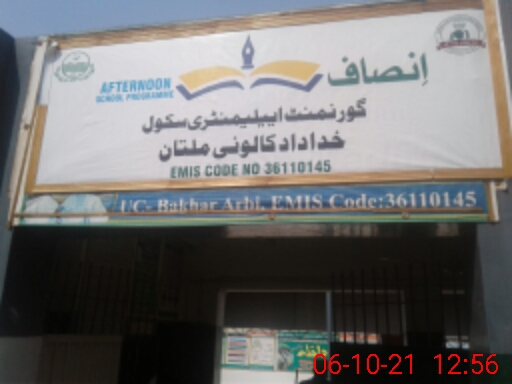 AFTERNOON
SCHOOL PROGRAMME
اِنصاف
گورنمنٹ ایلیمنٹری سکول
خداداد کالونی ملتان
EMIS CODE NO 36110145
UC. Bakhar Arbi, EMIS Code:36110145
06-10-21 12:56